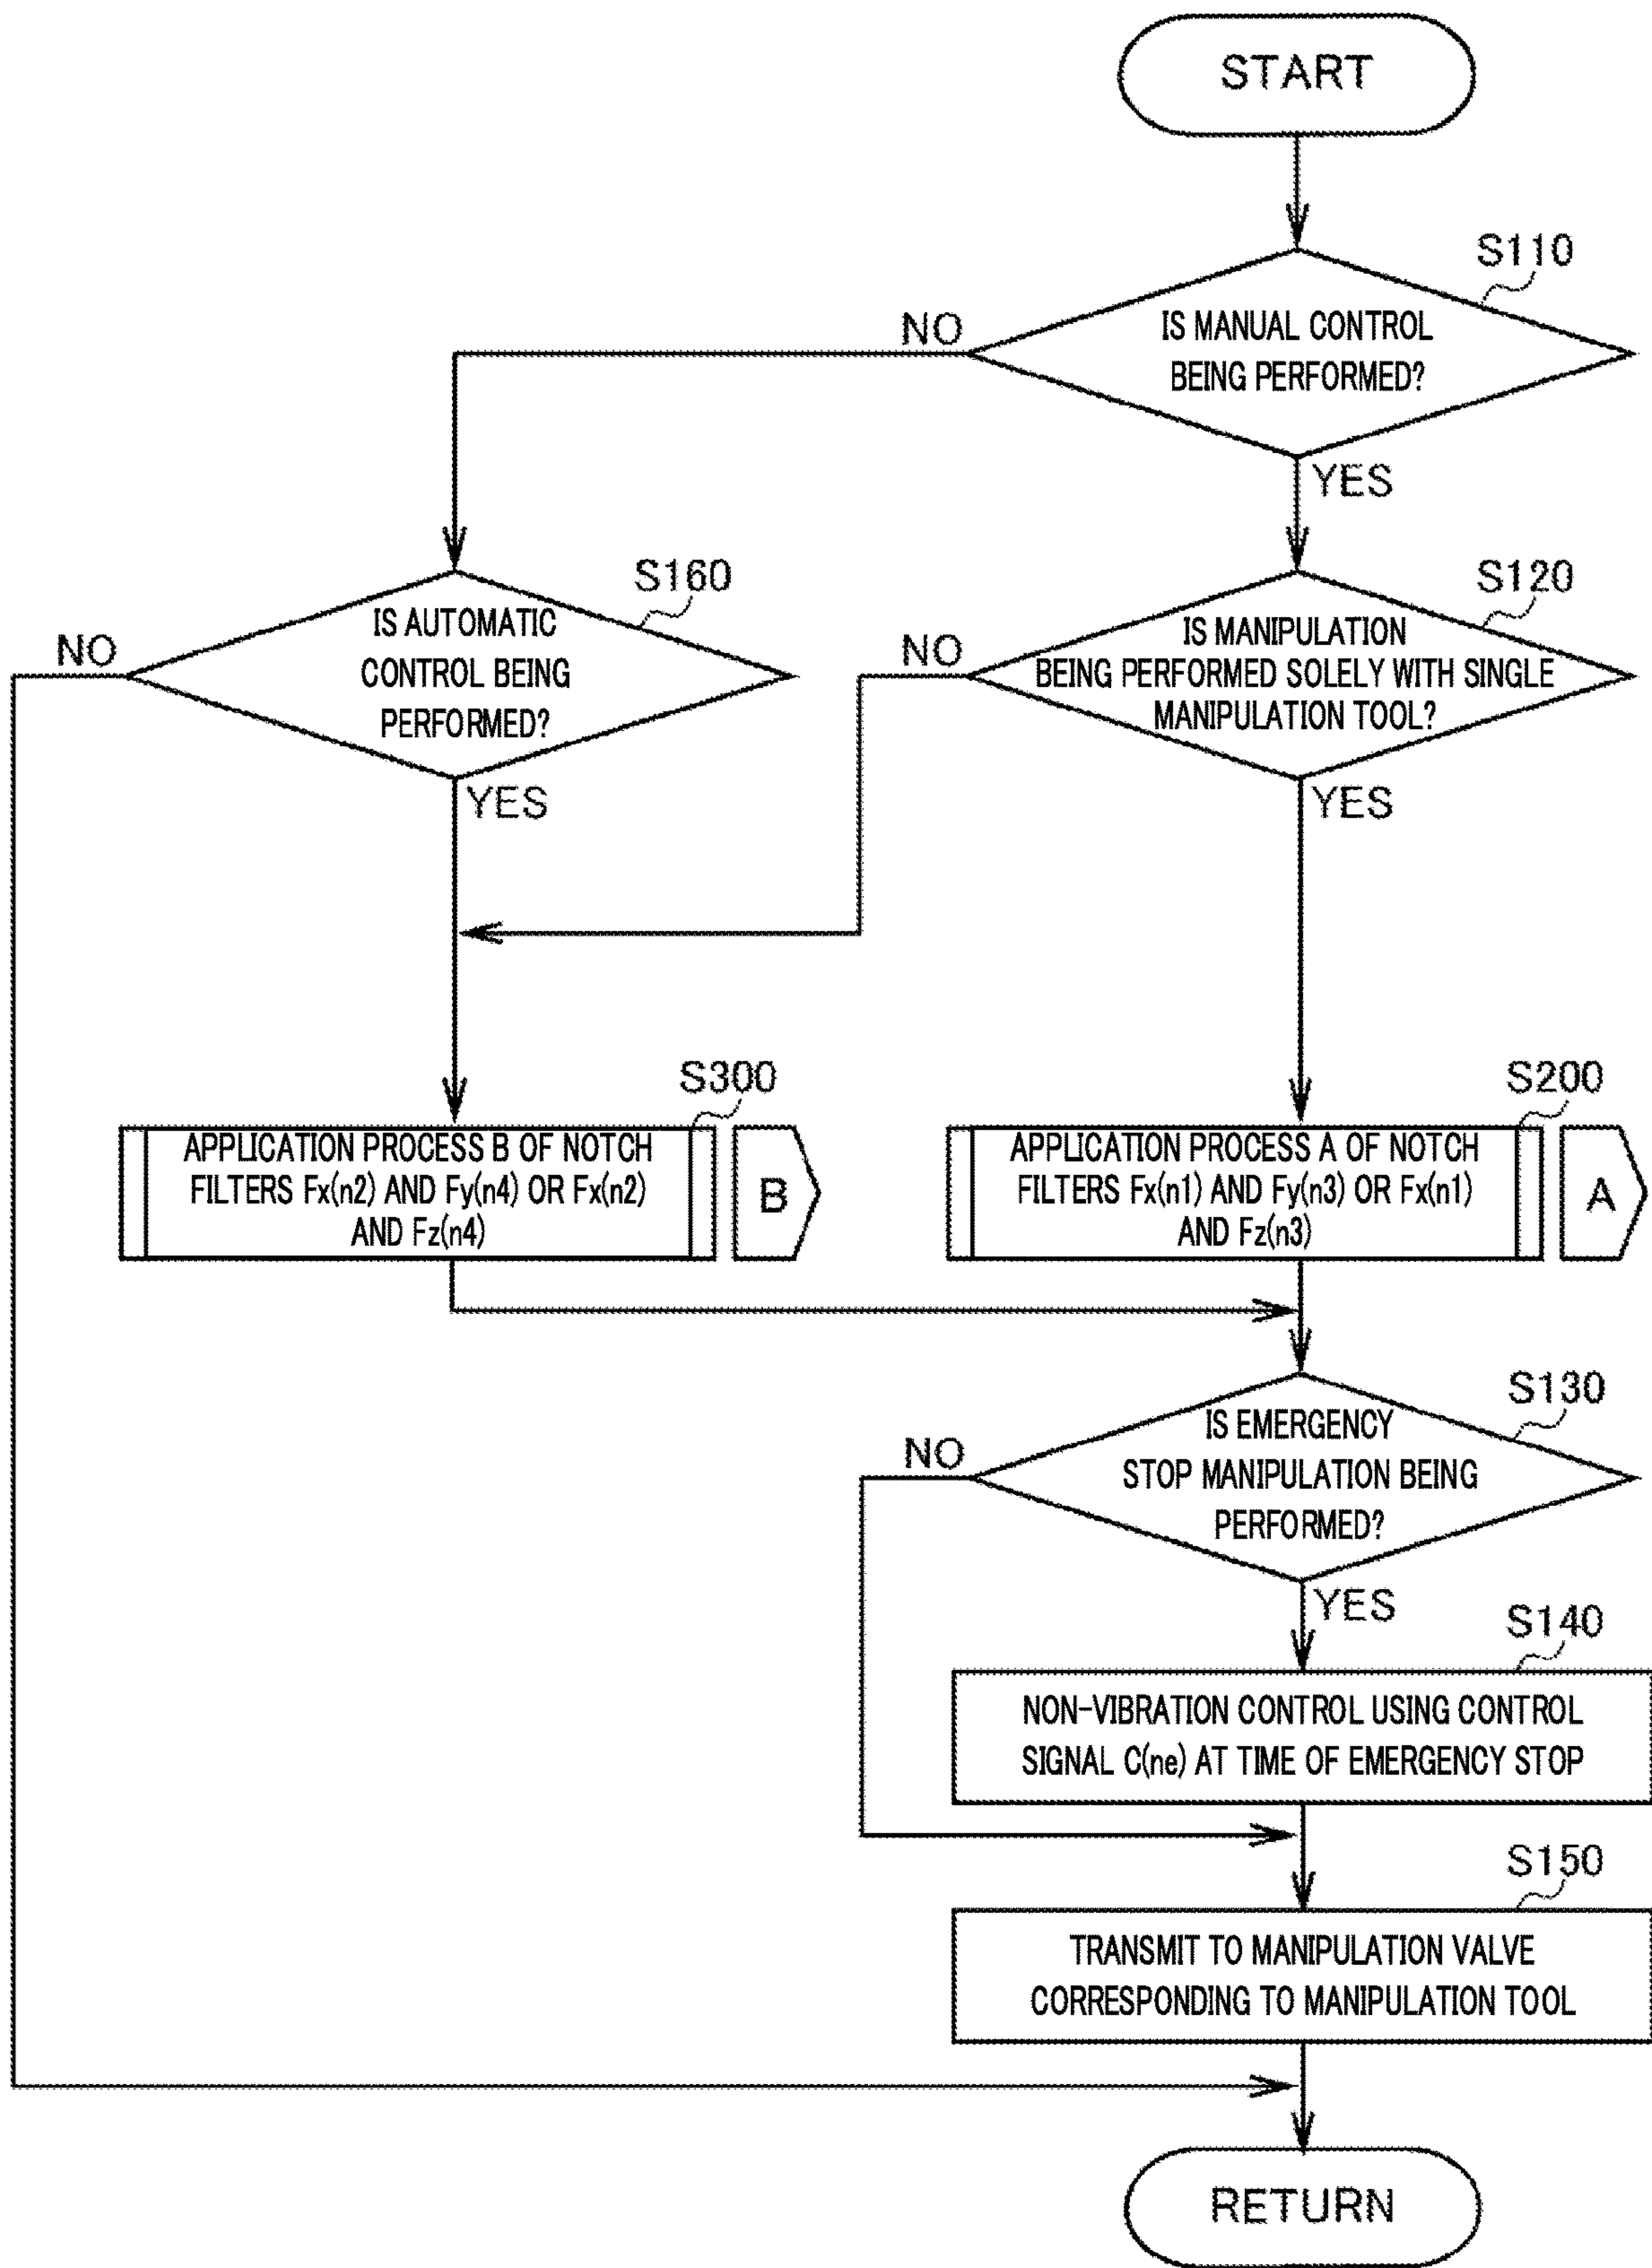 START
S110
NO
IS MANUAL CONTROL
BEING PERFORMED?
YES
S160
S120
NO
IS AUTOMATIC
CONTROL BEING
PERFORMED?
YES
NO
IS MANIPULATION
BEING PERFORMED SOLELY WITH SINGLE
MANIPULATION TOOL?
YES
S300
APPLICATION PROCESS B OF NOTCH
FILTERS Fx(n2) AND Fy(n4) OR Fx(n2)
AND Fz(n4)
B
S200
APPLICATION PROCESS A OF NOTCH
FILTERS Fx(n1) AND Fy(n3) OR Fx(n1)
AND Fz(n3)
A
S130
NO
IS EMERGENCY
STOP MANIPULATION BEING
PERFORMED?
YES
S140
NON-VIBRATION CONTROL USING CONTROL
SIGNAL C(ne) AT TIME OF EMERGENCY STOP
S150
TRANSMIT TO MANIPULATION VALVE
CORRESPONDING TO MANIPULATION TOOL
RETURN